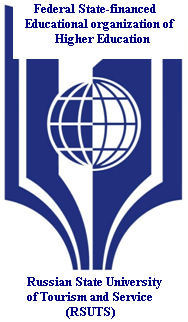 Federal State-financed
Educational organization of
Higher Education
Russian State University
of Tourism and Service
(RSUTS)